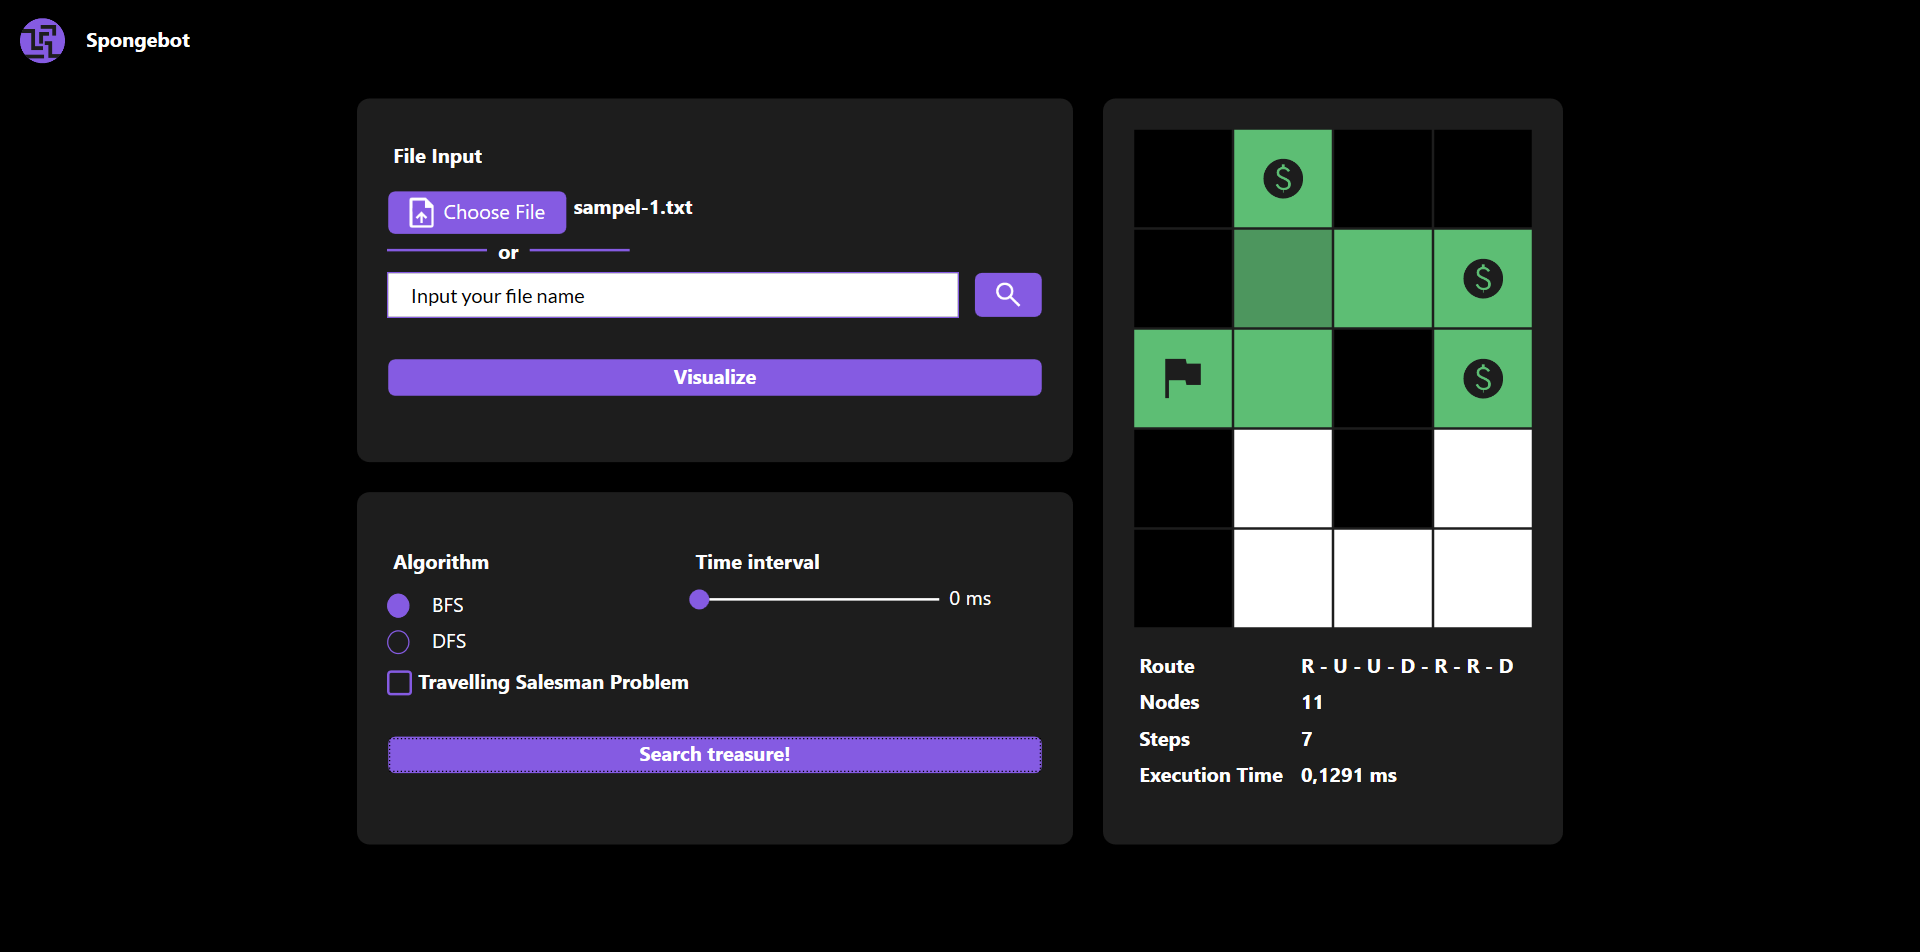 Spongebot
File Input
Choose File sampel-1.txt
or
Input your file name
Visualize
Algorithm
BFS
DFS
Travelling Salesman Problem
Time interval
0 ms
Search treasure!
$
$
$
Route R - U - U - D - R - R - D
Nodes 11
Steps 7
Execution Time 0,1291 ms